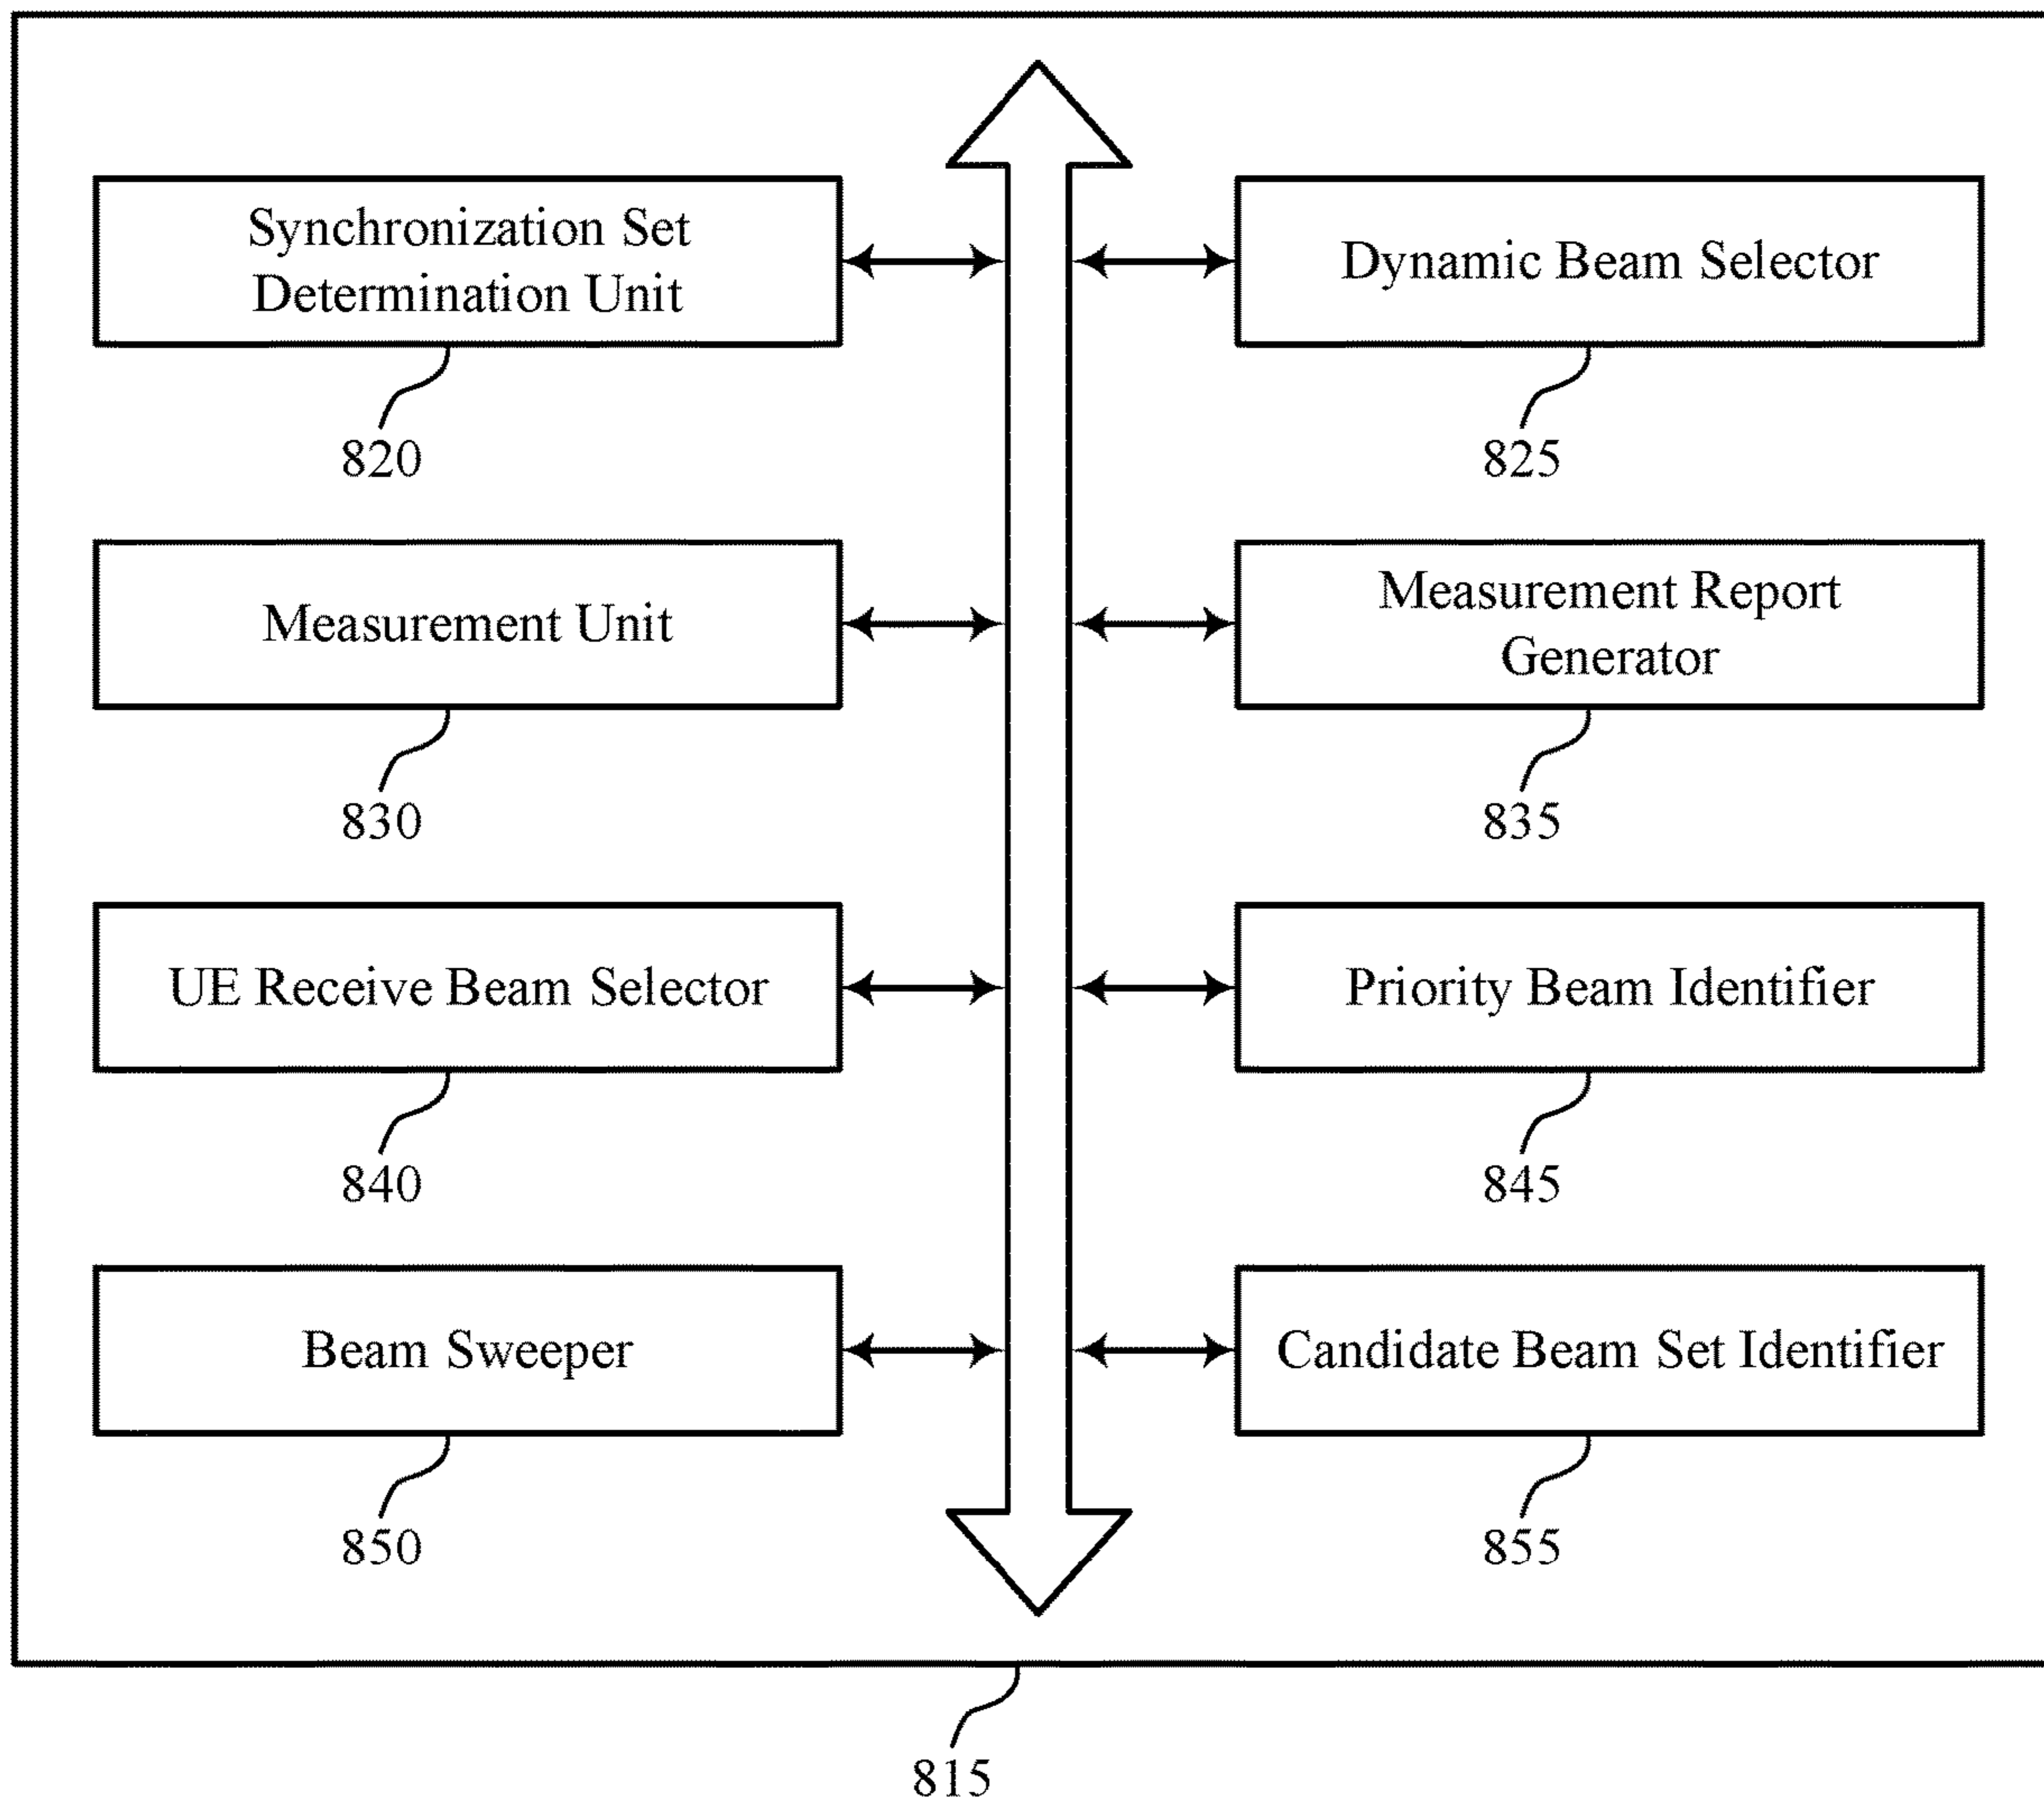 Synchronization Set
Determination Unit
820
Dynamic Beam Selector
825
Measurement Unit
830
Measurement Report
Generator
835
UE Receive Beam Selector
840
Priority Beam Identifier
845
Beam Sweeper
850
Candidate Beam Set Identifier
855
815